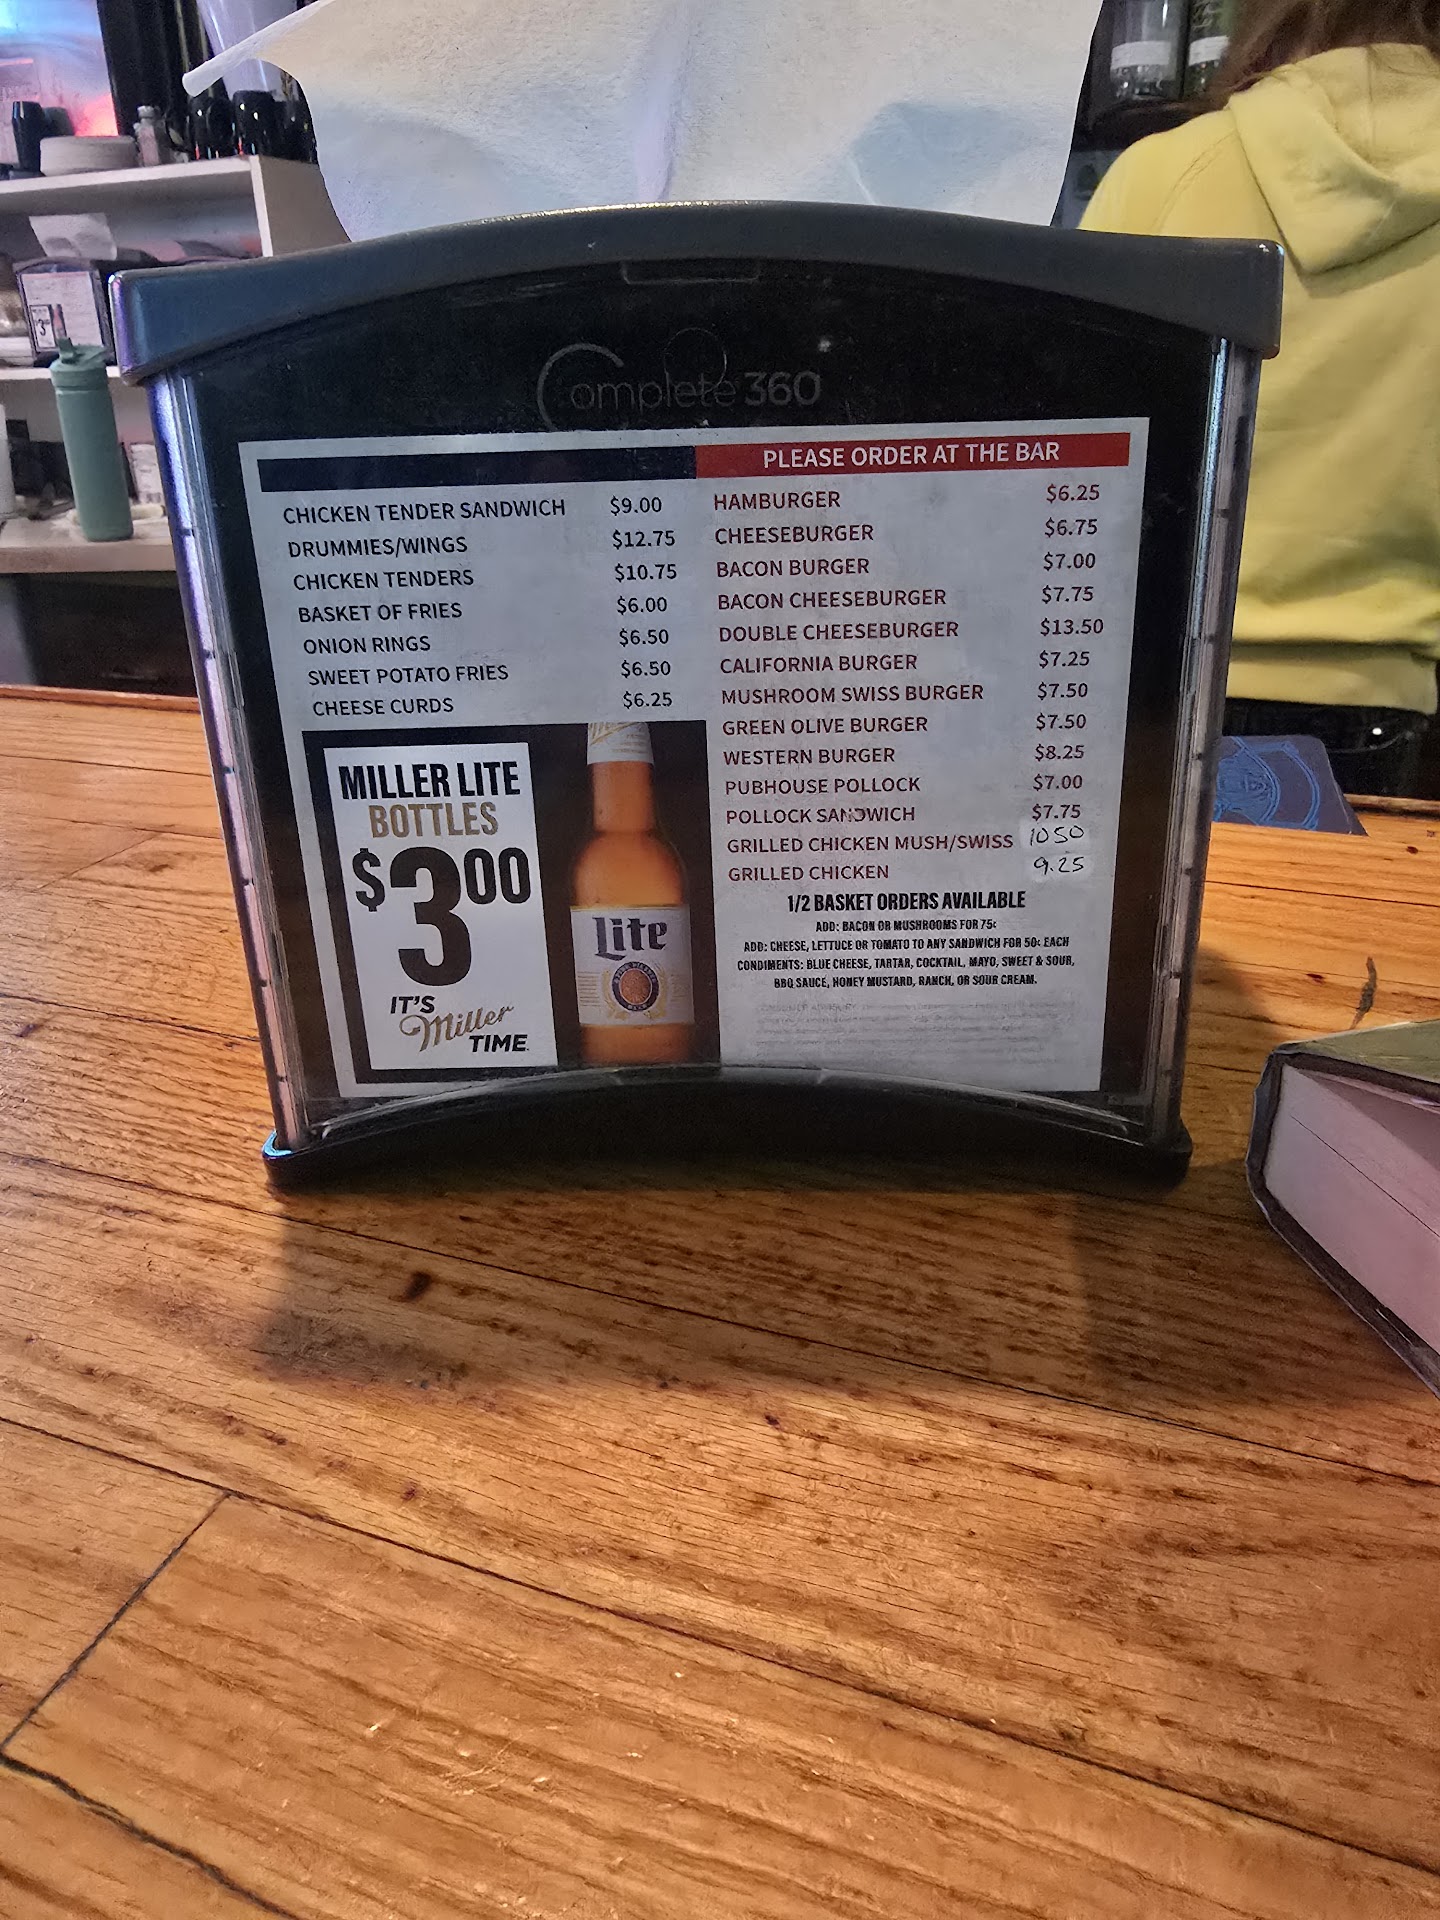 Complete 360
PLEASE ORDER AT THE BAR
CHICKEN TENDER SANDWICH $9.00
DRUMMIES/WINGS $12.75
CHICKEN TENDERS $10.75
BASKET OF FRIES $6.00
ONION RINGS $6.50
SWEET POTATO FRIES $6.50
CHEESE CURDS $6.25
MILLER LITE
BOTTLES
$3.00
IT'S
Miller
TIME
Lite
HAMBURGER $6.25
CHEESEBURGER $6.75
BACON BURGER $7.00
BACON CHEESEBURGER $7.75
DOUBLE CHEESEBURGER $13.50
CALIFORNIA BURGER $7.25
MUSHROOM SWISS BURGER $7.50
GREEN OLIVE BURGER $7.50
WESTERN BURGER $8.25
PUBHOUSE POLLOCK $7.00
POLLOCK SANDWICH $7.75
GRILLED CHICKEN MUSH/SWISS 10 50
GRILLED CHICKEN 9.25
1/2 BASKET ORDERS AVAILABLE
ADD: BACON OR MUSHROOMS FOR 75¢
ADD: CHEESE, LETTUCE OR TOMATO TO ANY SANDWICH FOR 50¢ EACH
CONDIMENTS: BLUE CHEESE, TARTAR, COCKTAIL, MAYO, SWEET & SOUR,
BBQ SAUCE, HONEY MUSTARD, RANCH, OR SOUR CREAM.